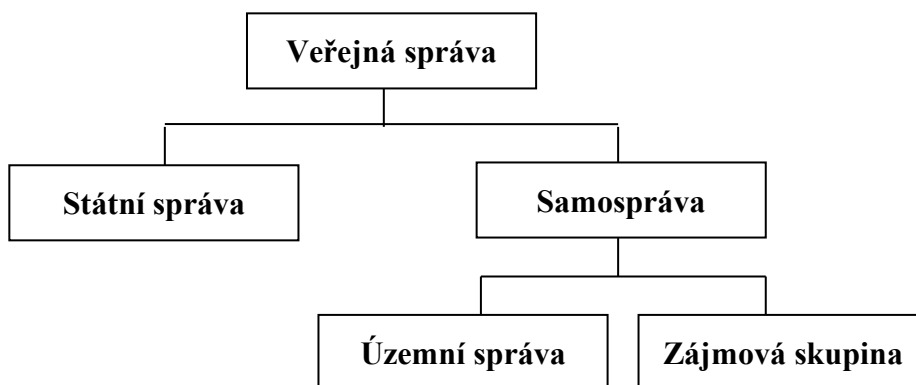 Veřejná správa
Státní správa
Samospráva
Územní správa
Zájmová skupina